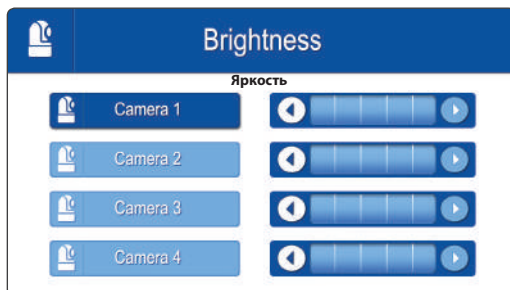 Brightness
Яркость
Camera 1
Camera 2
Camera 3
Camera 4